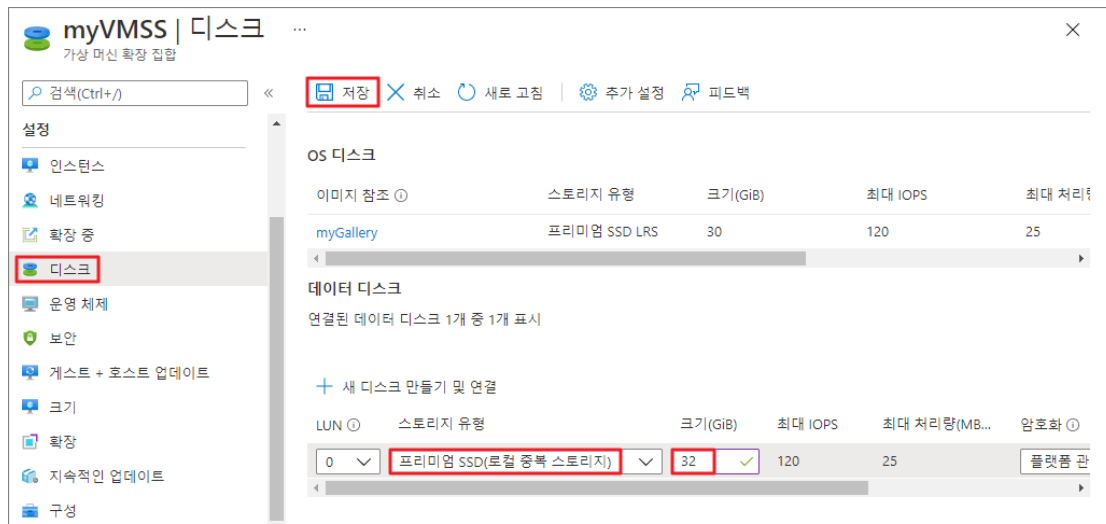 myVMSS | 디스크 ...
가상 머신 확장 집합
검색(Ctrl+/)
설정
인스턴스
네트워킹
확장 중
디스크
운영 체제
보안
게스트 + 호스트 업데이트
크기
확장
지속적인 업데이트
구성
저장 취소 새로 고침 추가 설정 피드백
OS 디스크
이미지 참조 스토리지 유형 크기(GiB) 최대 IOPS 최대 처리량
myGallery 프리미엄 SSD LRS 30 120 25
데이터 디스크
연결된 데이터 디스크 1개 중 1개 표시
새 디스크 만들기 및 연결
LUN 스토리지 유형 크기(GiB) 최대 IOPS 최대 처리량(MB... 암호화
0 프리미엄 SSD(로컬 중복 스토리지) 32 120 25 플랫폼 관